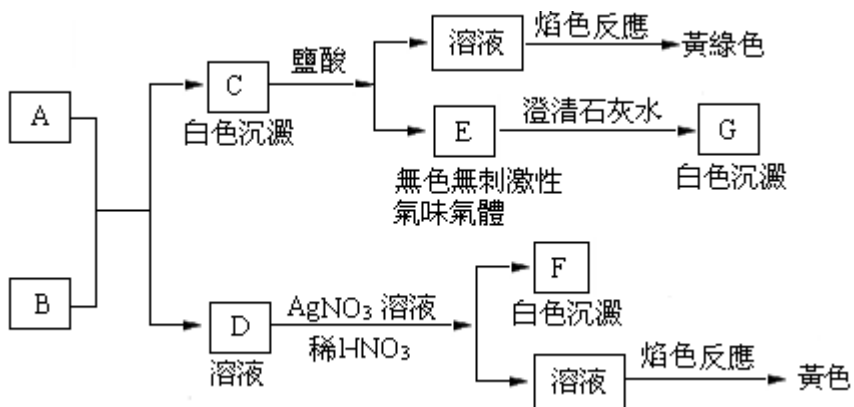 溶液
焰色反應
黃綠色
鹽酸
C
白色沉澱
A
E
澄清石灰水
G
無色無刺激性
氣味氣體
白色沉澱
B
D
溶液
AgNO₃ 溶液
稀HNO₃
F
白色沉澱
溶液
焰色反應
黃色